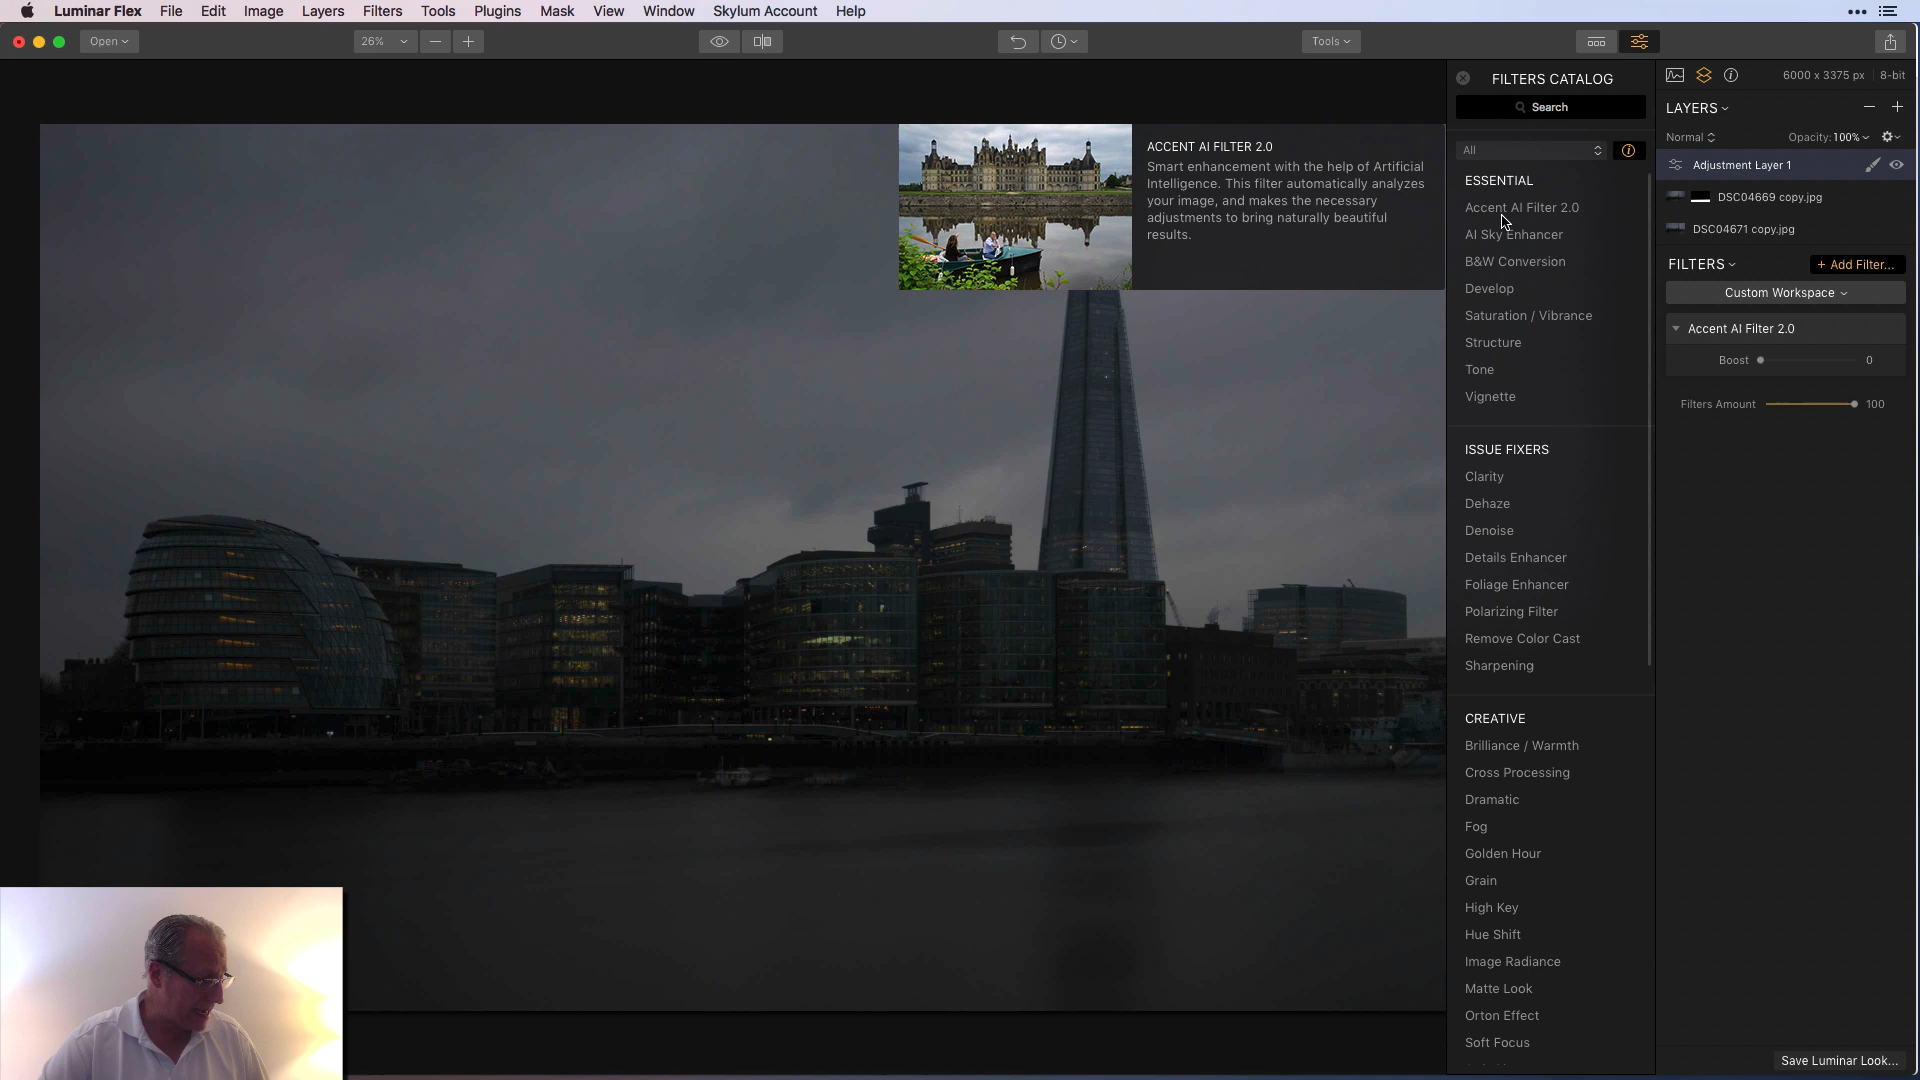 Luminar Flex File Edit Image Layers Filters Tools Plugins Mask View Window Skylum Account Help
Open 26% Tools
FILTERS CATALOG
Search
All
ESSENTIAL
Accent AI Filter 2.0
AI Sky Enhancer
B&W Conversion
Develop
Saturation / Vibrance
Structure
Tone
Vignette
ISSUE FIXERS
Clarity
Dehaze
Denoise
Details Enhancer
Foliage Enhancer
Polarizing Filter
Remove Color Cast
Sharpening
CREATIVE
Brilliance / Warmth
Cross Processing
Dramatic
Fog
Golden Hour
Grain
High Key
Hue Shift
Image Radiance
Matte Look
Orton Effect
Soft Focus
ACCENT AI FILTER 2.0
Smart enhancement with the help of Artificial
Intelligence. This filter automatically analyzes
your image, and makes the necessary
adjustments to bring naturally beautiful
results.
6000 x 3375 px 8-bit
LAYERS
Normal Opacity: 100%
Adjustment Layer 1
DSC04669 copy.jpg
DSC04671 copy.jpg
FILTERS + Add Filter...
Custom Workspace
Accent AI Filter 2.0
Boost 0
Filters Amount 100
Save Luminar Look...